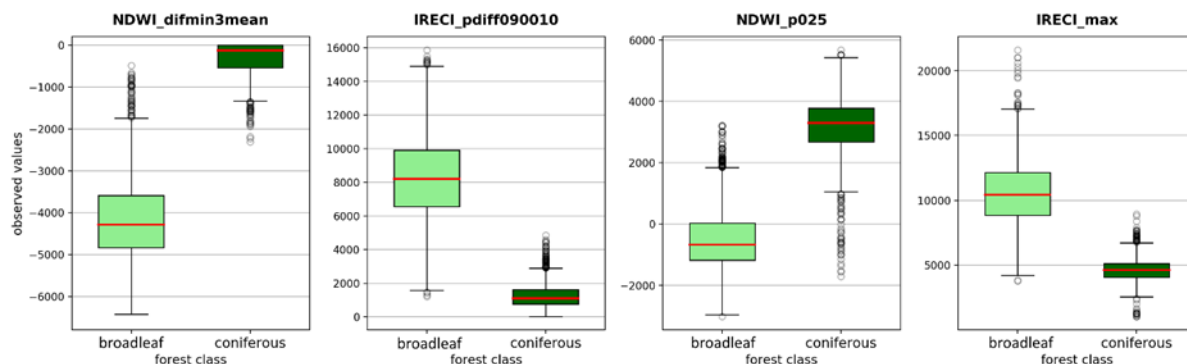 NDWI_difmin3mean
IRECI_pdiff090010
NDWI_p025
IRECI_max
observed values
0
−1000
−2000
−3000
−4000
−5000
−6000
broadleaf
coniferous
forest class
16000
14000
12000
10000
8000
6000
4000
2000
0
broadleaf
coniferous
forest class
6000
4000
2000
0
−2000
broadleaf
coniferous
forest class
20000
15000
10000
5000
broadleaf
coniferous
forest class